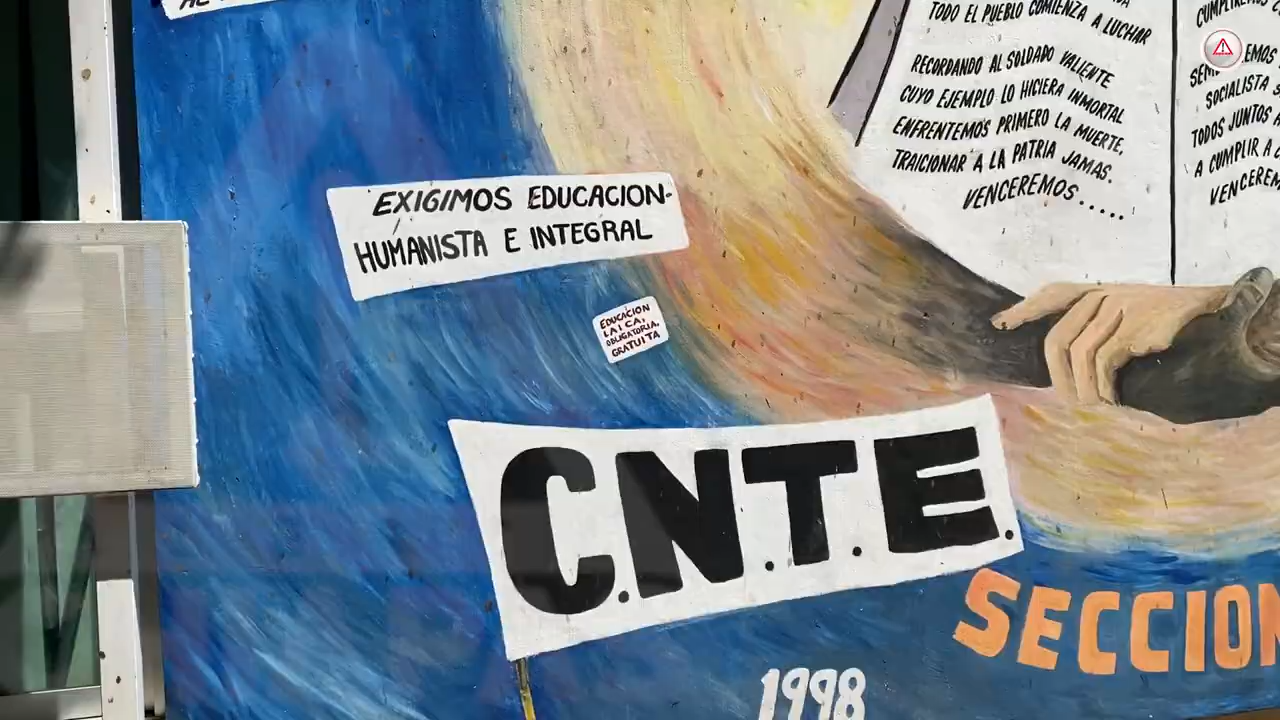 TODO EL PUEBLO COMIENZA A LUCHAR
RECORDANDO AL SOLDADO VALIENTE
CUYO EJEMPLO LO HICIERA INMORTAL
ENFRENTEMOS PRIMERO LA MUERTE,
TRAICIONAR A LA PATRIA JAMAS.
VENCEREMOS.....
SOCIALISTA
TODOS JUNTOS
A CUMPLIR A
EXIGIMOS EDUCACION-
HUMANISTA E INTEGRAL
EDUCACION
LAICA,
OBLIGATORIA,
GRATUITA
C.N.T.E.
SECCION
1998